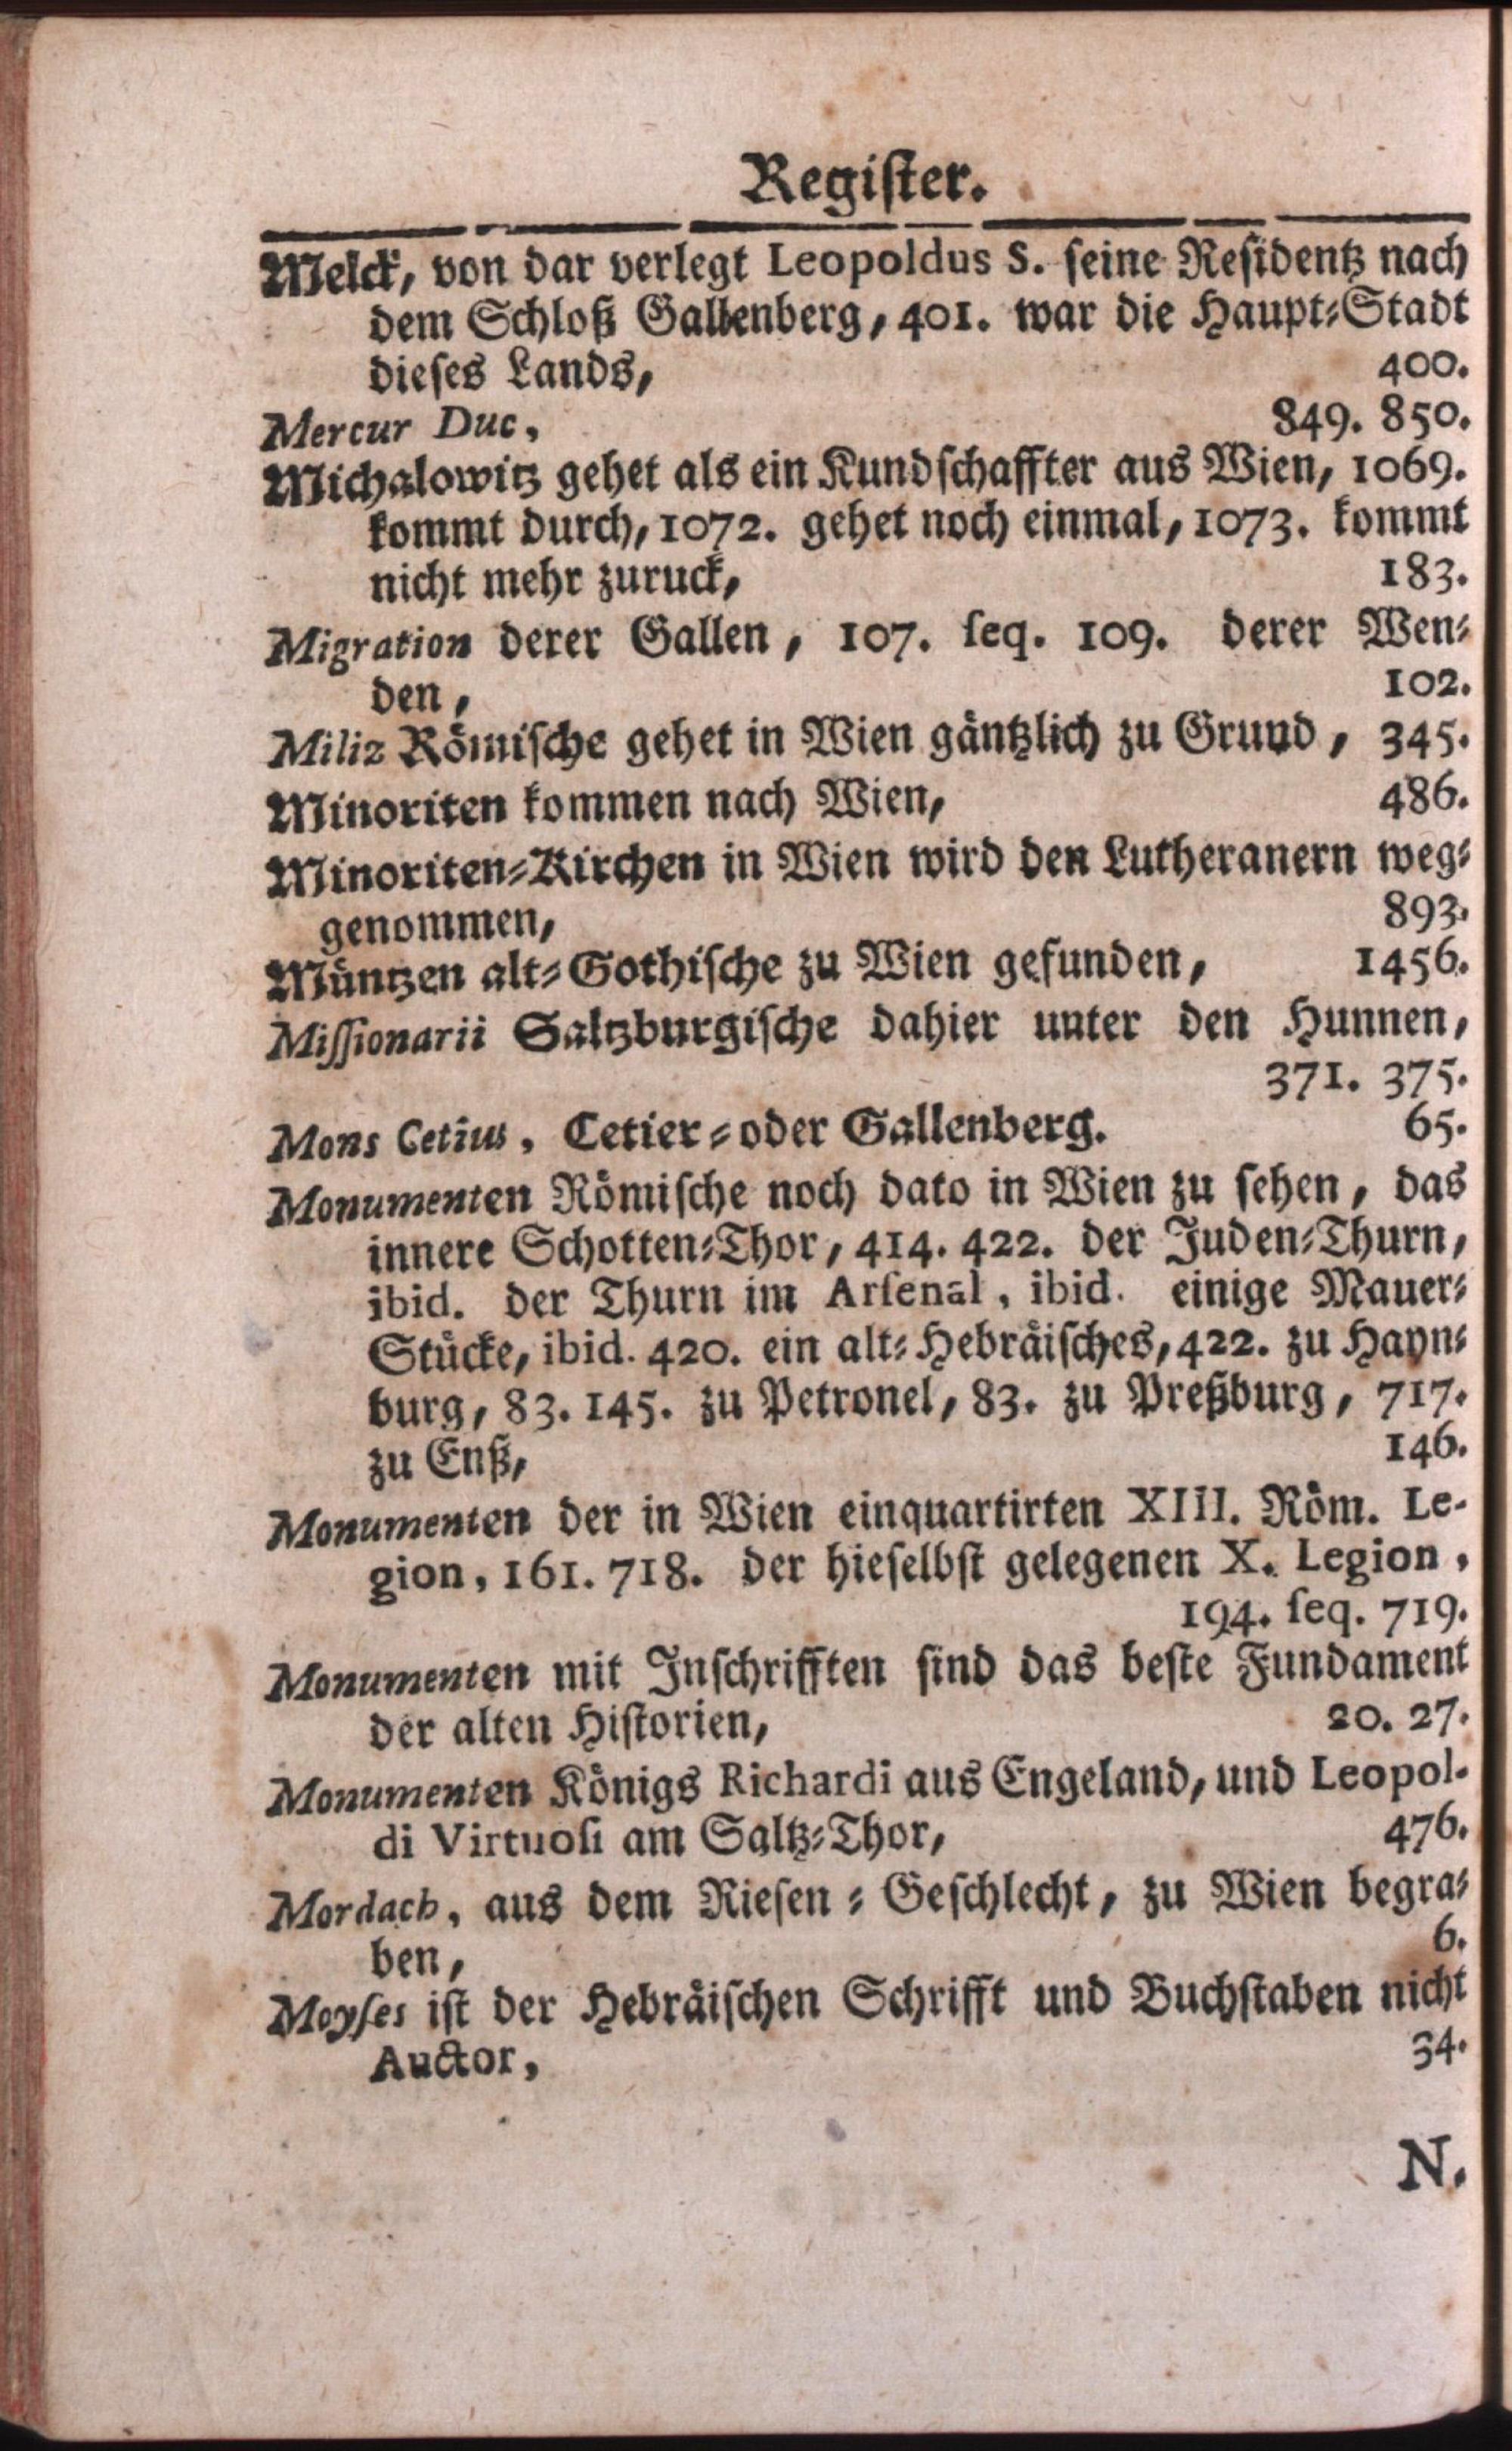 Regiſter.
Melck, von dar verlegt Leopoldus S. ſeine Reſidentz nach
dem Schloß Gallenberg, 401. war die Haupt-Stadt
dieſes Lands, 400.
Mercur Duc, 849. 850.
Michalowitz gehet als ein Kundſchaffter aus Wien, 1069.
kommt durch, 1072. gehet noch einmal, 1073. kommt
nicht mehr zuruck, 183.
Migration derer Gallen, 107. ſeq. 109. derer Wen-
den, 102.
Miliz Römiſche gehet in Wien gäntzlich zu Grund, 345.
Minoriten kommen nach Wien, 486.
Minoriten-Kirchen in Wien wird den Lutheranern weg-
genommen, 893.
Müntzen alt-Gothiſche zu Wien gefunden, 1456.
Miſſionarii Saltzburgiſche dahier unter den Hunnen,
371. 375.
Mons Cetius, Cetier-oder Gallenberg. 65.
Monumenten Römiſche noch dato in Wien zu ſehen, das
innere Schotten-Thor, 414. 422. der Juden-Thurn,
ibid. der Thurn im Arſenal, ibid. einige Mauer-
Stücke, ibid. 420. ein alt-Hebräiſches, 422. zu Hayn-
burg, 83. 145. zu Petronel, 83. zu Preßburg, 717.
zu Enß, 146.
Monumenten der in Wien einquartirten XIII. Röm. Le-
gion, 161. 718. der hieſelbſt gelegenen X. Legion,
194. ſeq. 719.
Monumenten mit Inſchrifften ſind das beſte Fundament
der alten Hiſtorien, 20. 27.
Monumenten Königs Richardi aus Engeland, und Leopol-
di Virtuoſi am Saltz-Thor, 476.
Mordach, aus dem Rieſen-Geſchlecht, zu Wien begra-
ben, 6.
Moyſes iſt der Hebräiſchen Schrifft und Buchſtaben nicht
Auctor, 34.
N.